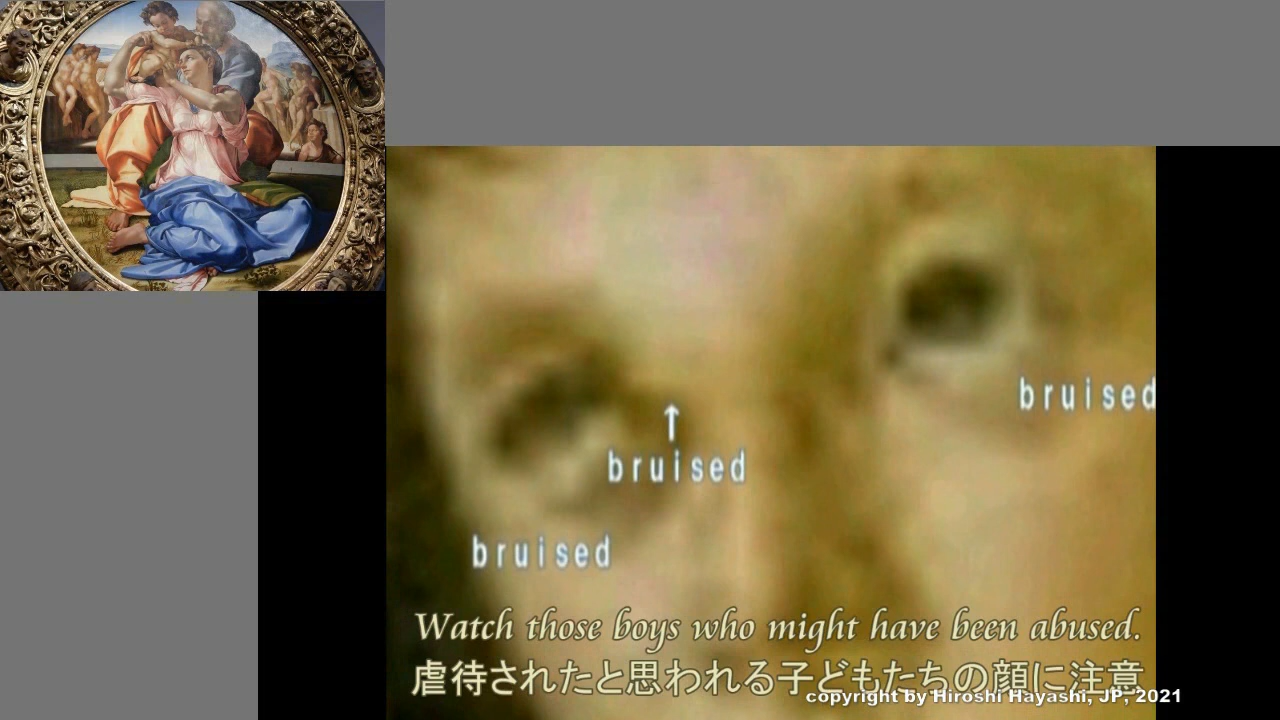 bruised
↑
bruised
bruised
Watch those boys who might have been abused.
虐待されたと思われる子どもたちの顔に注意
copyright by Hiroshi Hayashi, JP, 2021